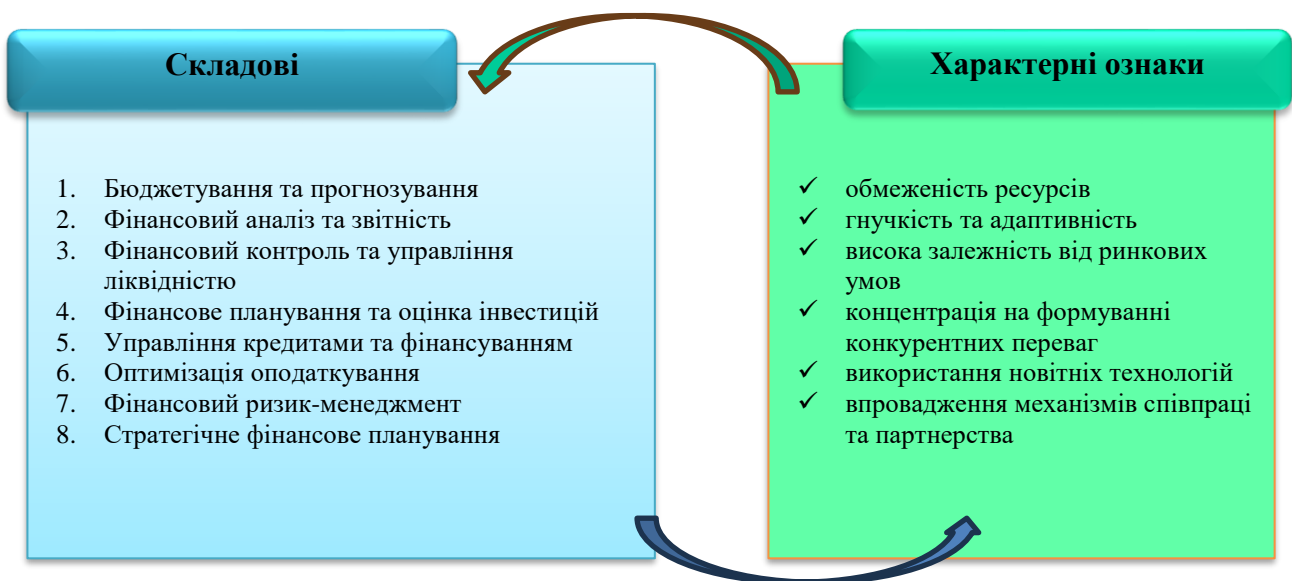 Складові
1. Бюджетування та прогнозування
2. Фінансовий аналіз та звітність
3. Фінансовий контроль та управління
ліквідністю
4. Фінансове планування та оцінка інвестицій
5. Управління кредитами та фінансуванням
6. Оптимізація оподаткування
7. Фінансовий ризик-менеджмент
8. Стратегічне фінансове планування
Характерні ознаки
✓ обмеженість ресурсів
✓ гнучкість та адаптивність
✓ висока залежність від ринкових
умов
✓ концентрація на формуванні
конкурентних переваг
✓ використання новітніх технологій
✓ впровадження механізмів співпраці
та партнерства